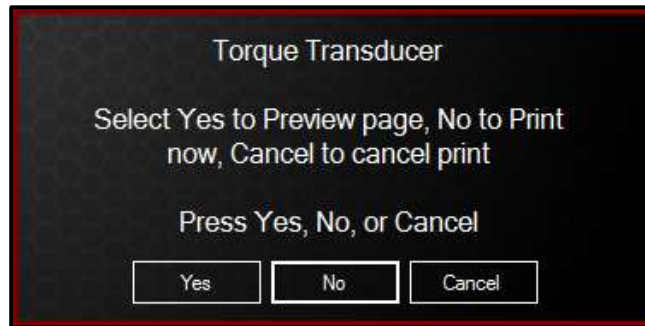 Torque Transducer
Select Yes to Preview page, No to Print
now, Cancel to cancel print
Press Yes, No, or Cancel
Yes
No
Cancel